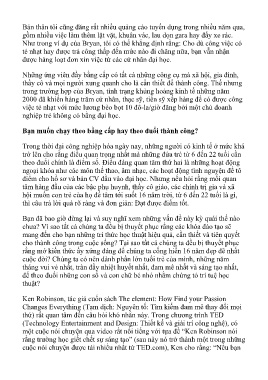 Bản thân tôi cũng đăng rất nhiều quảng cáo tuyển dụng trong nhiều năm qua,
gồm nhiều việc làm thêm lặt vặt, khuân vác, lau dọn gara hay đẩy xe rác.
Như trong ví dụ của Bryan, tôi có thể khẳng định rằng: Cho dù công việc có
tẻ nhạt hay được trả công thấp đến mức nào đi chăng nữa, bạn vẫn nhận
được hàng loạt đơn xin việc từ các cử nhân đại học.
Những ứng viên đầy bằng cấp có tất cả những công cụ mà xã hội, gia đình,
thầy cô và mọi người xung quanh cho là cần thiết để thành công. Thế nhưng
trong trường hợp của Bryan, tình trạng khủng hoảng kinh tế những năm
2000 đã khiến hàng trăm cử nhân, thạc sỹ, tiến sỹ xếp hàng để có được công
việc tẻ nhạt với mức lương bèo bọt 10 đô-la/giờ đăng bởi một chủ doanh
nghiệp trẻ không có bằng đại học.
Bạn muốn chạy theo bằng cấp hay theo đuổi thành công?
Trong thời đại công nghiệp hóa ngày nay, những người có kinh tế ở mức khá
trở lên cho rằng điều quan trọng nhất mà những đứa trẻ từ 6 đến 22 tuổi cần
theo đuổi chính là điểm số. Điều đáng quan tâm thứ hai là những hoạt động
ngoại khóa như các môn thể thao, âm nhạc, các hoạt động tình nguyện để tô
điểm cho hồ sơ và bản CV đầu vào đại học. Nhưng nếu hỏi rằng mối quan
tâm hàng đầu của các bậc phụ huynh, thầy cô giáo, các chính trị gia và xã
hội muốn con trẻ của họ để tâm tới suốt 16 năm trời, từ 6 đến 22 tuổi là gì,
thì câu trả lời quá rõ ràng và đơn giản: Đạt được điểm tốt.
Bạn đã bao giờ đứng lại và suy nghĩ xem những vấn đề này kỳ quái thế nào
chưa? Vì sao tất cả chúng ta đều bị thuyết phục rằng các khóa đào tạo sẽ
mang đến cho bạn những tri thức học thuật hiệu quả, cần thiết và tiên quyết
cho thành công trong cuộc sống? Tại sao tất cả chúng ta đều bị thuyết phục
rằng mớ kiến thức ấy xứng đáng để chúng ta cống hiến 16 năm đẹp đẽ nhất
cuộc đời? Chúng ta có nên dành phần lớn tuổi trẻ của mình, những năm
tháng vui vẻ nhất, tràn đầy nhiệt huyết nhất, đam mê nhất và sáng tạo nhất,
để theo đuổi những con số và con chữ bé nhỏ nhằm chứng tỏ trí tuệ học
thuật?
Ken Robinson, tác giả cuốn sách The element: How Find your Passion
Changes Everything (Tạm dịch: Nguyên tố: Tìm kiếm đam mê thay đổi mọi
thứ) rất quan tâm đến câu hỏi khó nhằn này. Trong chương trình TED
(Technology Entertainment and Design: Thiết kế và giải trí công nghệ), có
một cuộc nói chuyện qua video rất nổi tiếng với tựa đề “Ken Robinson nói
rằng trường học giết chết sự sáng tạo” (sau này nó trở thành một trong những
cuộc nói chuyện được tải nhiều nhất từ TED.com), Ken cho rằng: “Nếu bạn